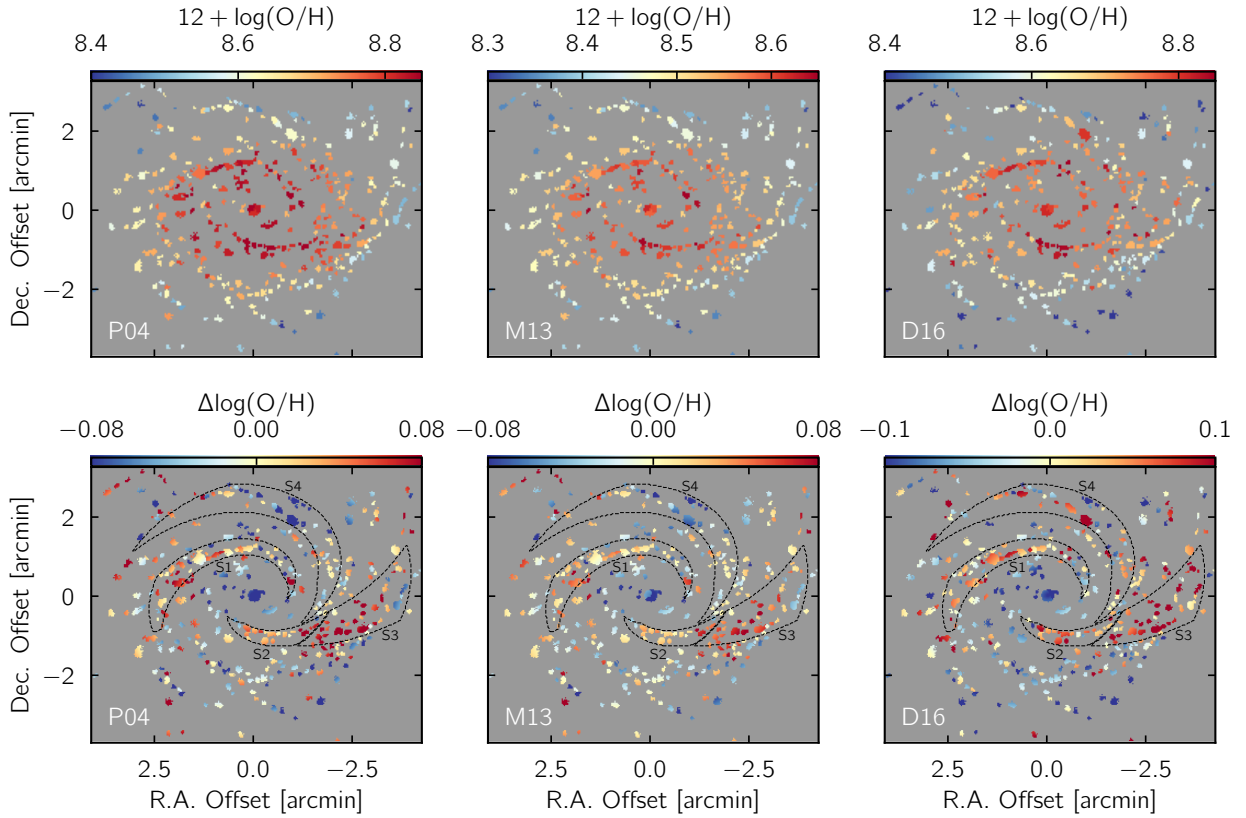 12 + log(O/H) 12 + log(O/H) 12 + log(O/H)
8.4 8.6 8.8 8.3 8.4 8.5 8.6 8.4 8.6 8.8
Dec. Offset [arcmin]
2
0
−2
P04 M13 D16
Δlog(O/H) Δlog(O/H) Δlog(O/H)
−0.08 0.00 0.08 −0.08 0.00 0.08 −0.1 0.0 0.1
Dec. Offset [arcmin]
2
0
−2
S4 S4 S4
S1 S1 S1
S3 S3 S3
S2 S2 S2
P04 M13 D16
2.5 0.0 −2.5 2.5 0.0 −2.5 2.5 0.0 −2.5
R.A. Offset [arcmin] R.A. Offset [arcmin] R.A. Offset [arcmin]